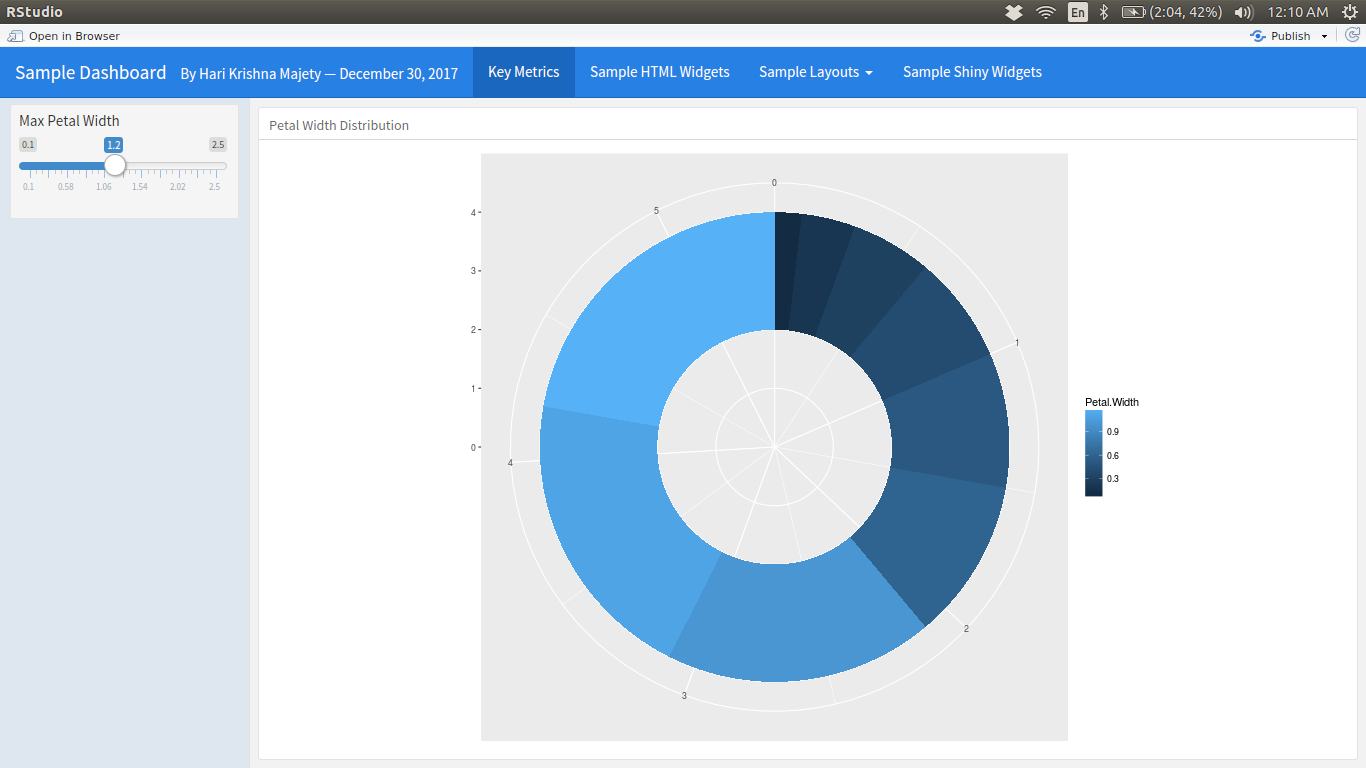 RStudio En (2:04, 42%) 12:10 AM
Open in Browser Publish
Sample Dashboard By Hari Krishna Majety — December 30, 2017 Key Metrics Sample HTML Widgets Sample Layouts Sample Shiny Widgets
Max Petal Width
0.1 1.2 2.5
0.1 0.58 1.06 1.54 2.02 2.5
Petal Width Distribution
0
5
4
3
2
1
0
1
4
2
3
Petal.Width
0.9
0.6
0.3